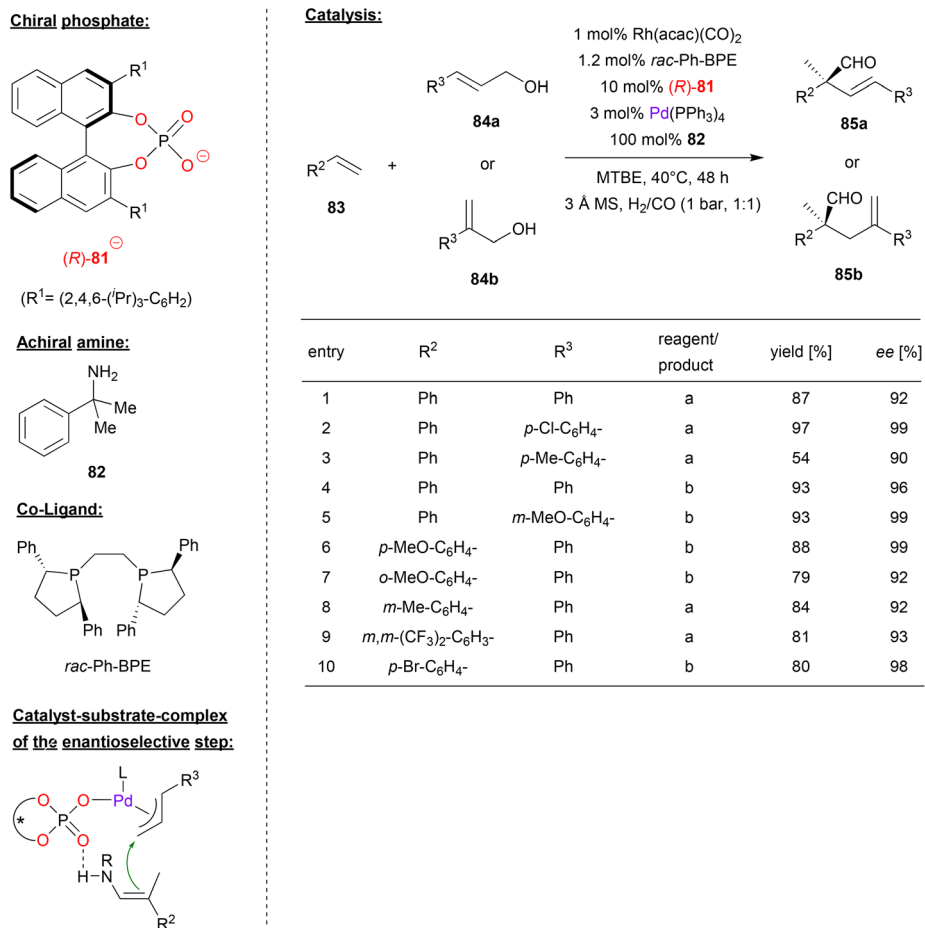 Chiral phosphate:
R¹
O
O
P
O
O
⊖
R¹
(R)-81⊖
(R¹= (2,4,6-(ⁱPr)₃-C₆H₂)
Achiral amine:
NH₂
Me
Me
82
Co-Ligand:
Ph
Ph
P
P
Ph
Ph
rac-Ph-BPE
Catalyst-substrate-complex
of the enantioselective step:
L
R³
O
O
Pd
*
P
O
O
R
H
N
R²
Catalysis:
R³
OH
84a
R²
+
or
83
R³
OH
84b
1 mol% Rh(acac)(CO)₂
1.2 mol% rac-Ph-BPE
10 mol% (R)-81
3 mol% Pd(PPh₃)₄
100 mol% 82
MTBE, 40°C, 48 h
3 Å MS, H₂/CO (1 bar, 1:1)
CHO
R²
R³
85a
or
CHO
R²
R³
85b
entry R² R³ reagent/ product yield [%] ee [%]
1 Ph Ph a 87 92
2 Ph p-Cl-C₆H₄- a 97 99
3 Ph p-Me-C₆H₄- a 54 90
4 Ph Ph b 93 96
5 Ph m-MeO-C₆H₄- b 93 99
6 p-MeO-C₆H₄- Ph b 88 99
7 o-MeO-C₆H₄- Ph b 79 92
8 m-Me-C₆H₄- Ph a 84 92
9 m,m-(CF₃)₂-C₆H₃- Ph a 81 93
10 p-Br-C₆H₄- Ph b 80 98